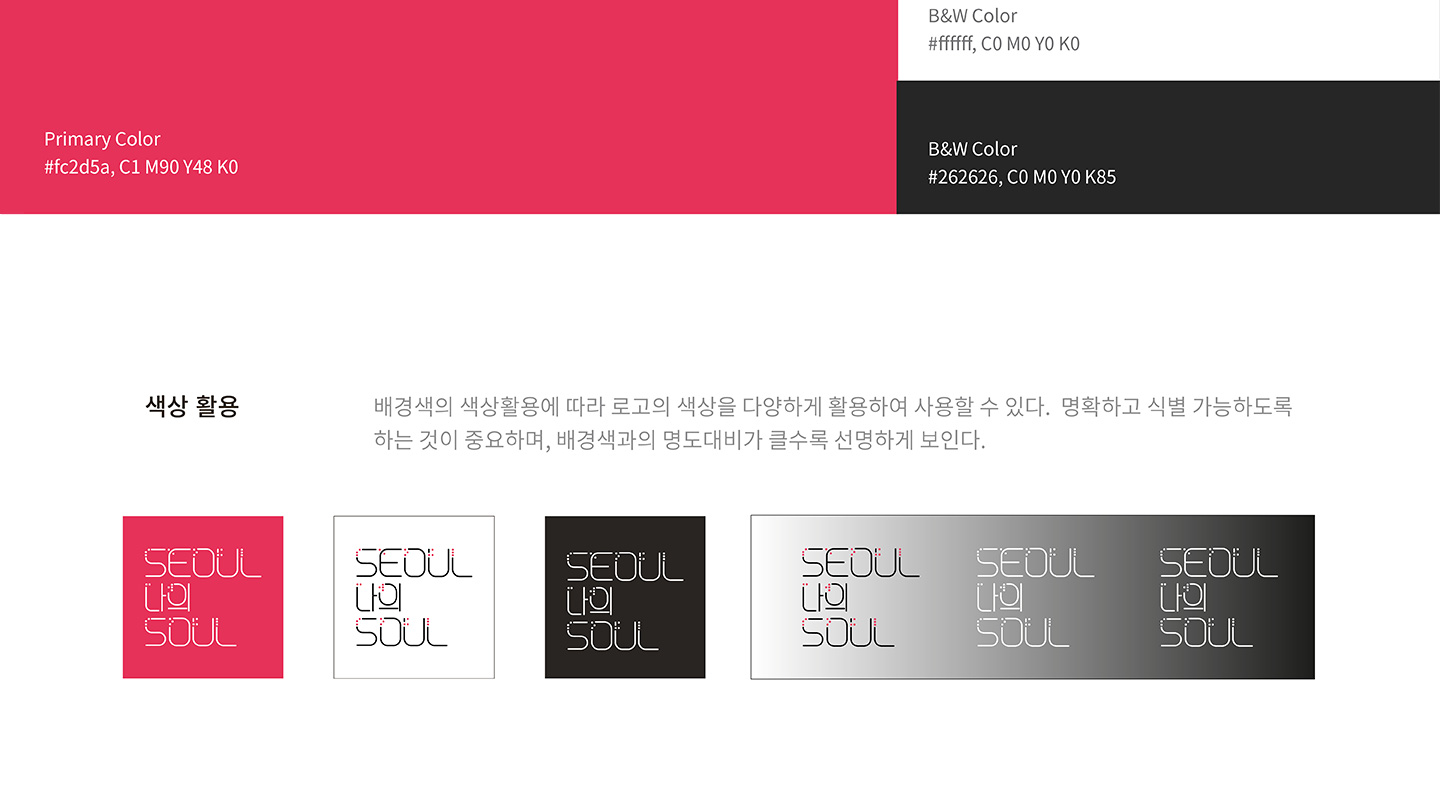 B&W Color
#ffffff, C0 M0 Y0 K0
Primary Color
#fc2d5a, C1 M90 Y48 K0
B&W Color
#262626, C0 M0 Y0 K85
색상 활용
배경색의 색상활용에 따라 로고의 색상을 다양하게 활용하여 사용할 수 있다. 명확하고 식별 가능하도록
하는 것이 중요하며, 배경색과의 명도대비가 클수록 선명하게 보인다.
SEOUL
나의
SOUL
SEOUL
나의
SOUL
SEOUL
나의
SOUL
SEOUL
나의
SOUL
SEOUL
나의
SOUL
SEOUL
나의
SOUL